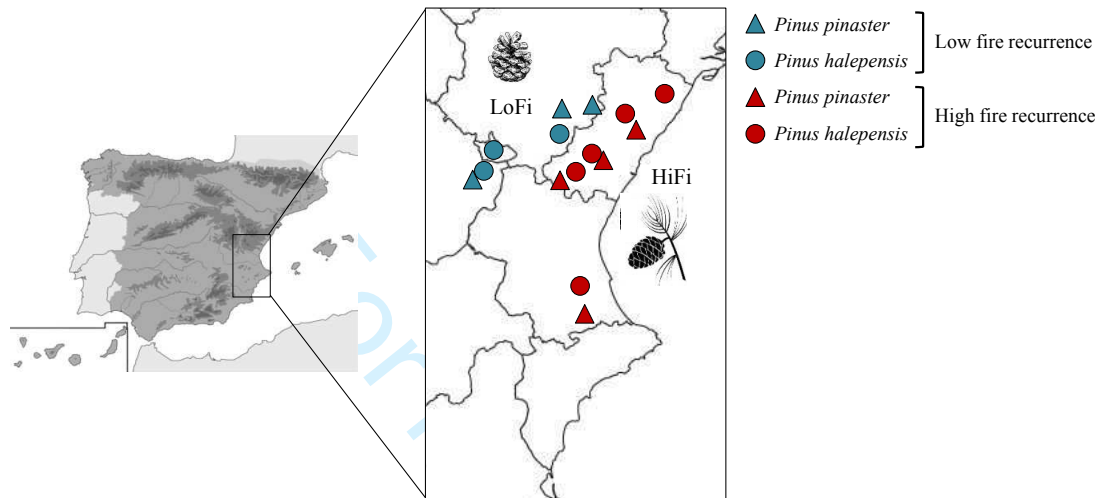 Pinus pinaster
Low fire recurrence
Pinus halepensis
Pinus pinaster
High fire recurrence
Pinus halepensis
LoFi
HiFi